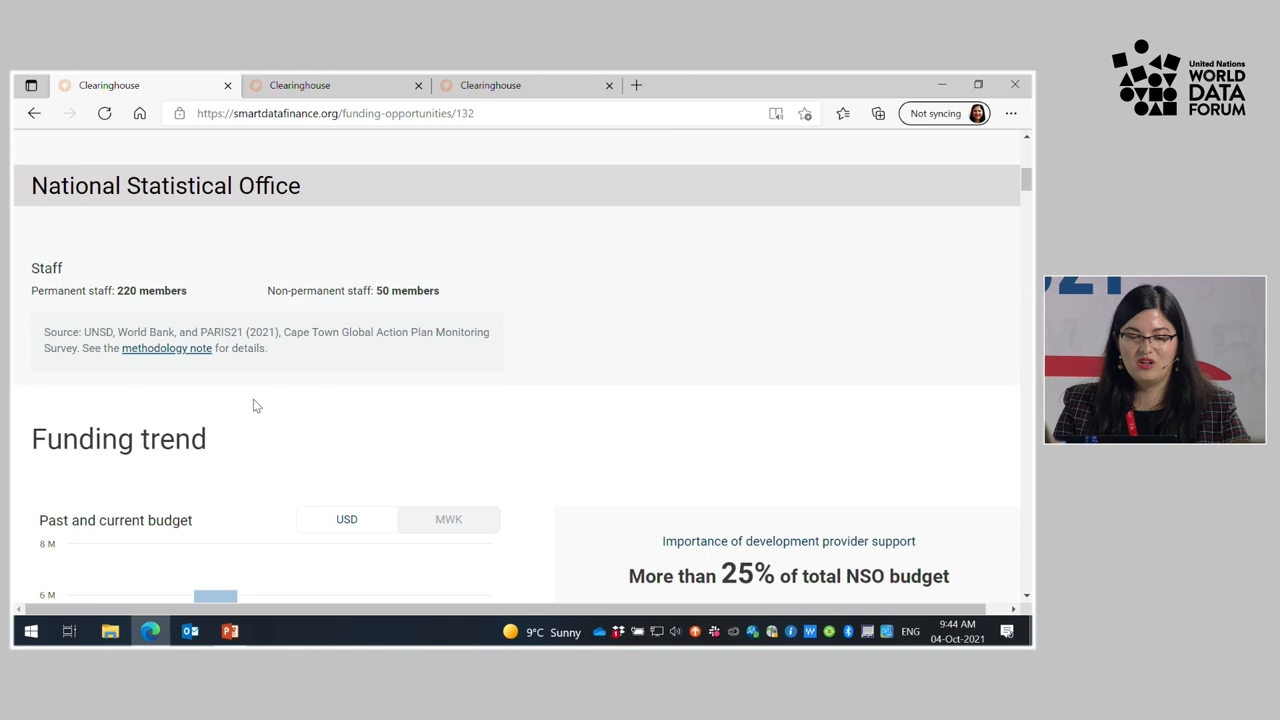 United Nations
WORLD
DATA
FORUM
Clearinghouse
Clearinghouse
Clearinghouse
https://smartdatafinance.org/funding-opportunities/132
Not syncing
National Statistical Office
Staff
Permanent staff: 220 members
Non-permanent staff: 50 members
Source: UNSD, World Bank, and PARIS21 (2021), Cape Town Global Action Plan Monitoring
Survey. See the methodology note for details.
Funding trend
Past and current budget
USD
MWK
8 M
6 M
Importance of development provider support
More than 25% of total NSO budget
9°C Sunny
ENG
9:44 AM
04-Oct-2021